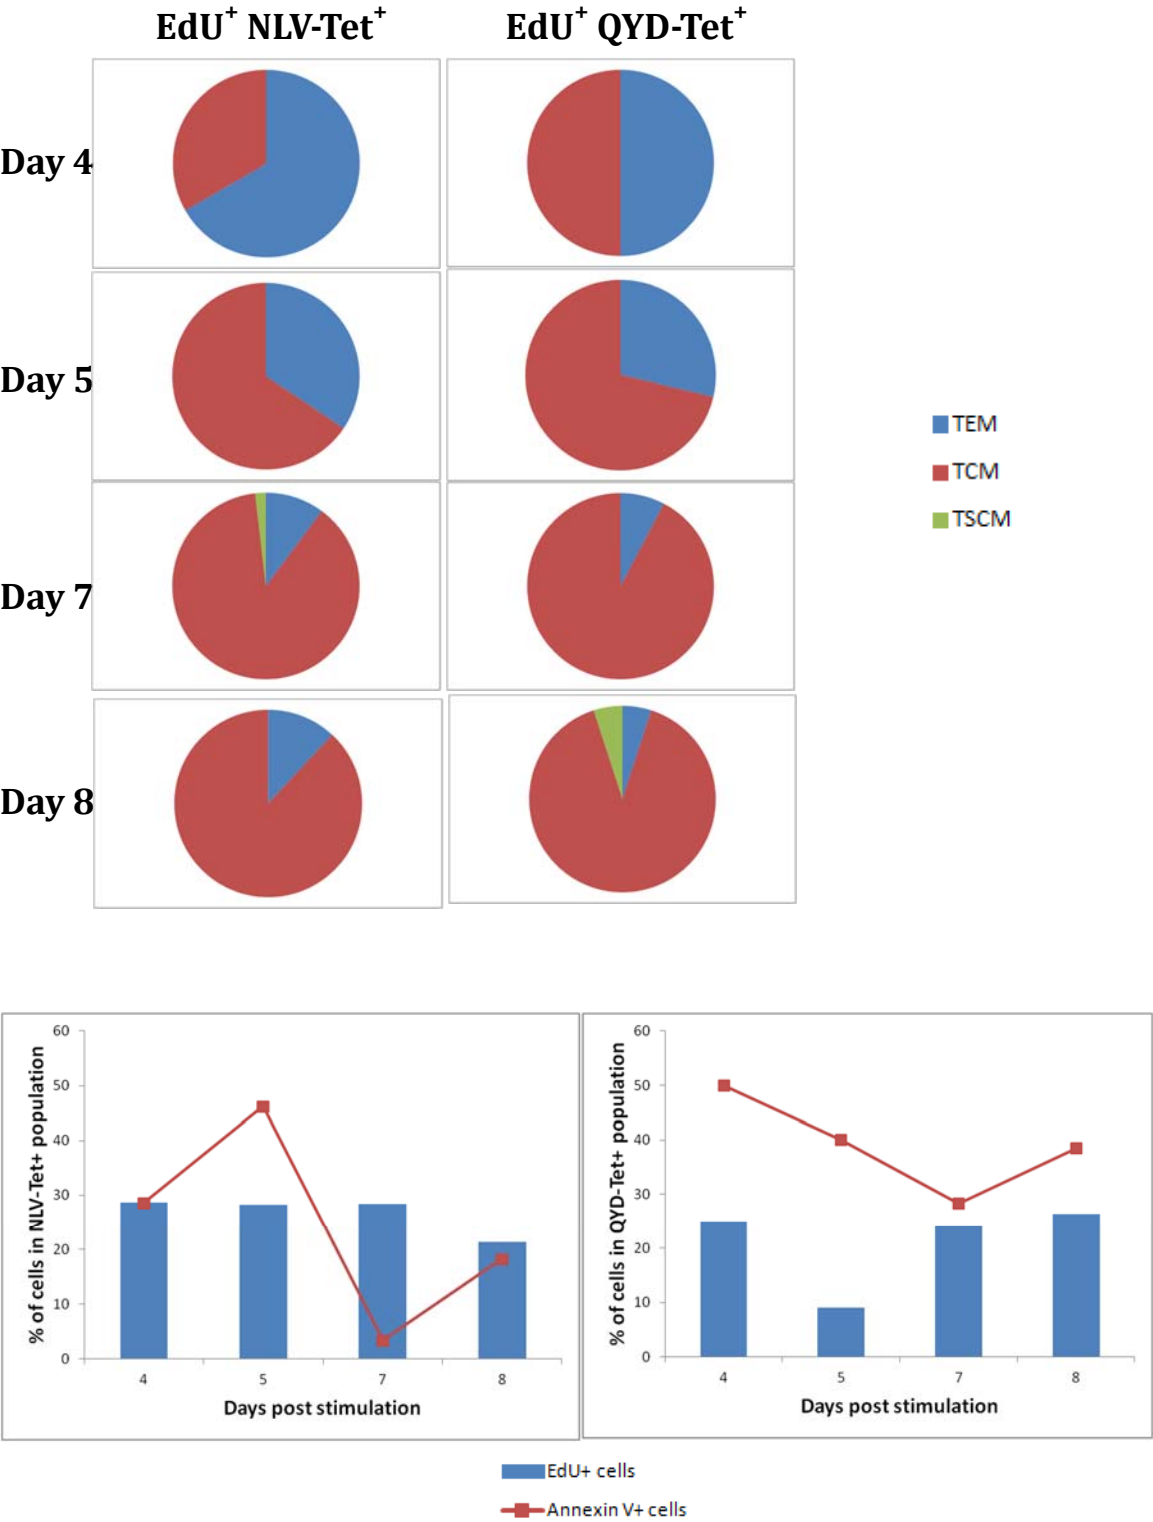 EdU+ NLV-Tet+ EdU+ QYD-Tet+
Day 4
Day 5
Day 7
Day 8
TEM
TCM
TSCM
% of cells in NLV-Tet+ population
60
50
40
30
20
10
0
4 5 7 8
Days post stimulation
% of cells in QYD-Tet+ population
60
50
40
30
20
10
0
4 5 7 8
Days post stimulation
EdU+ cells
Annexin V+ cells